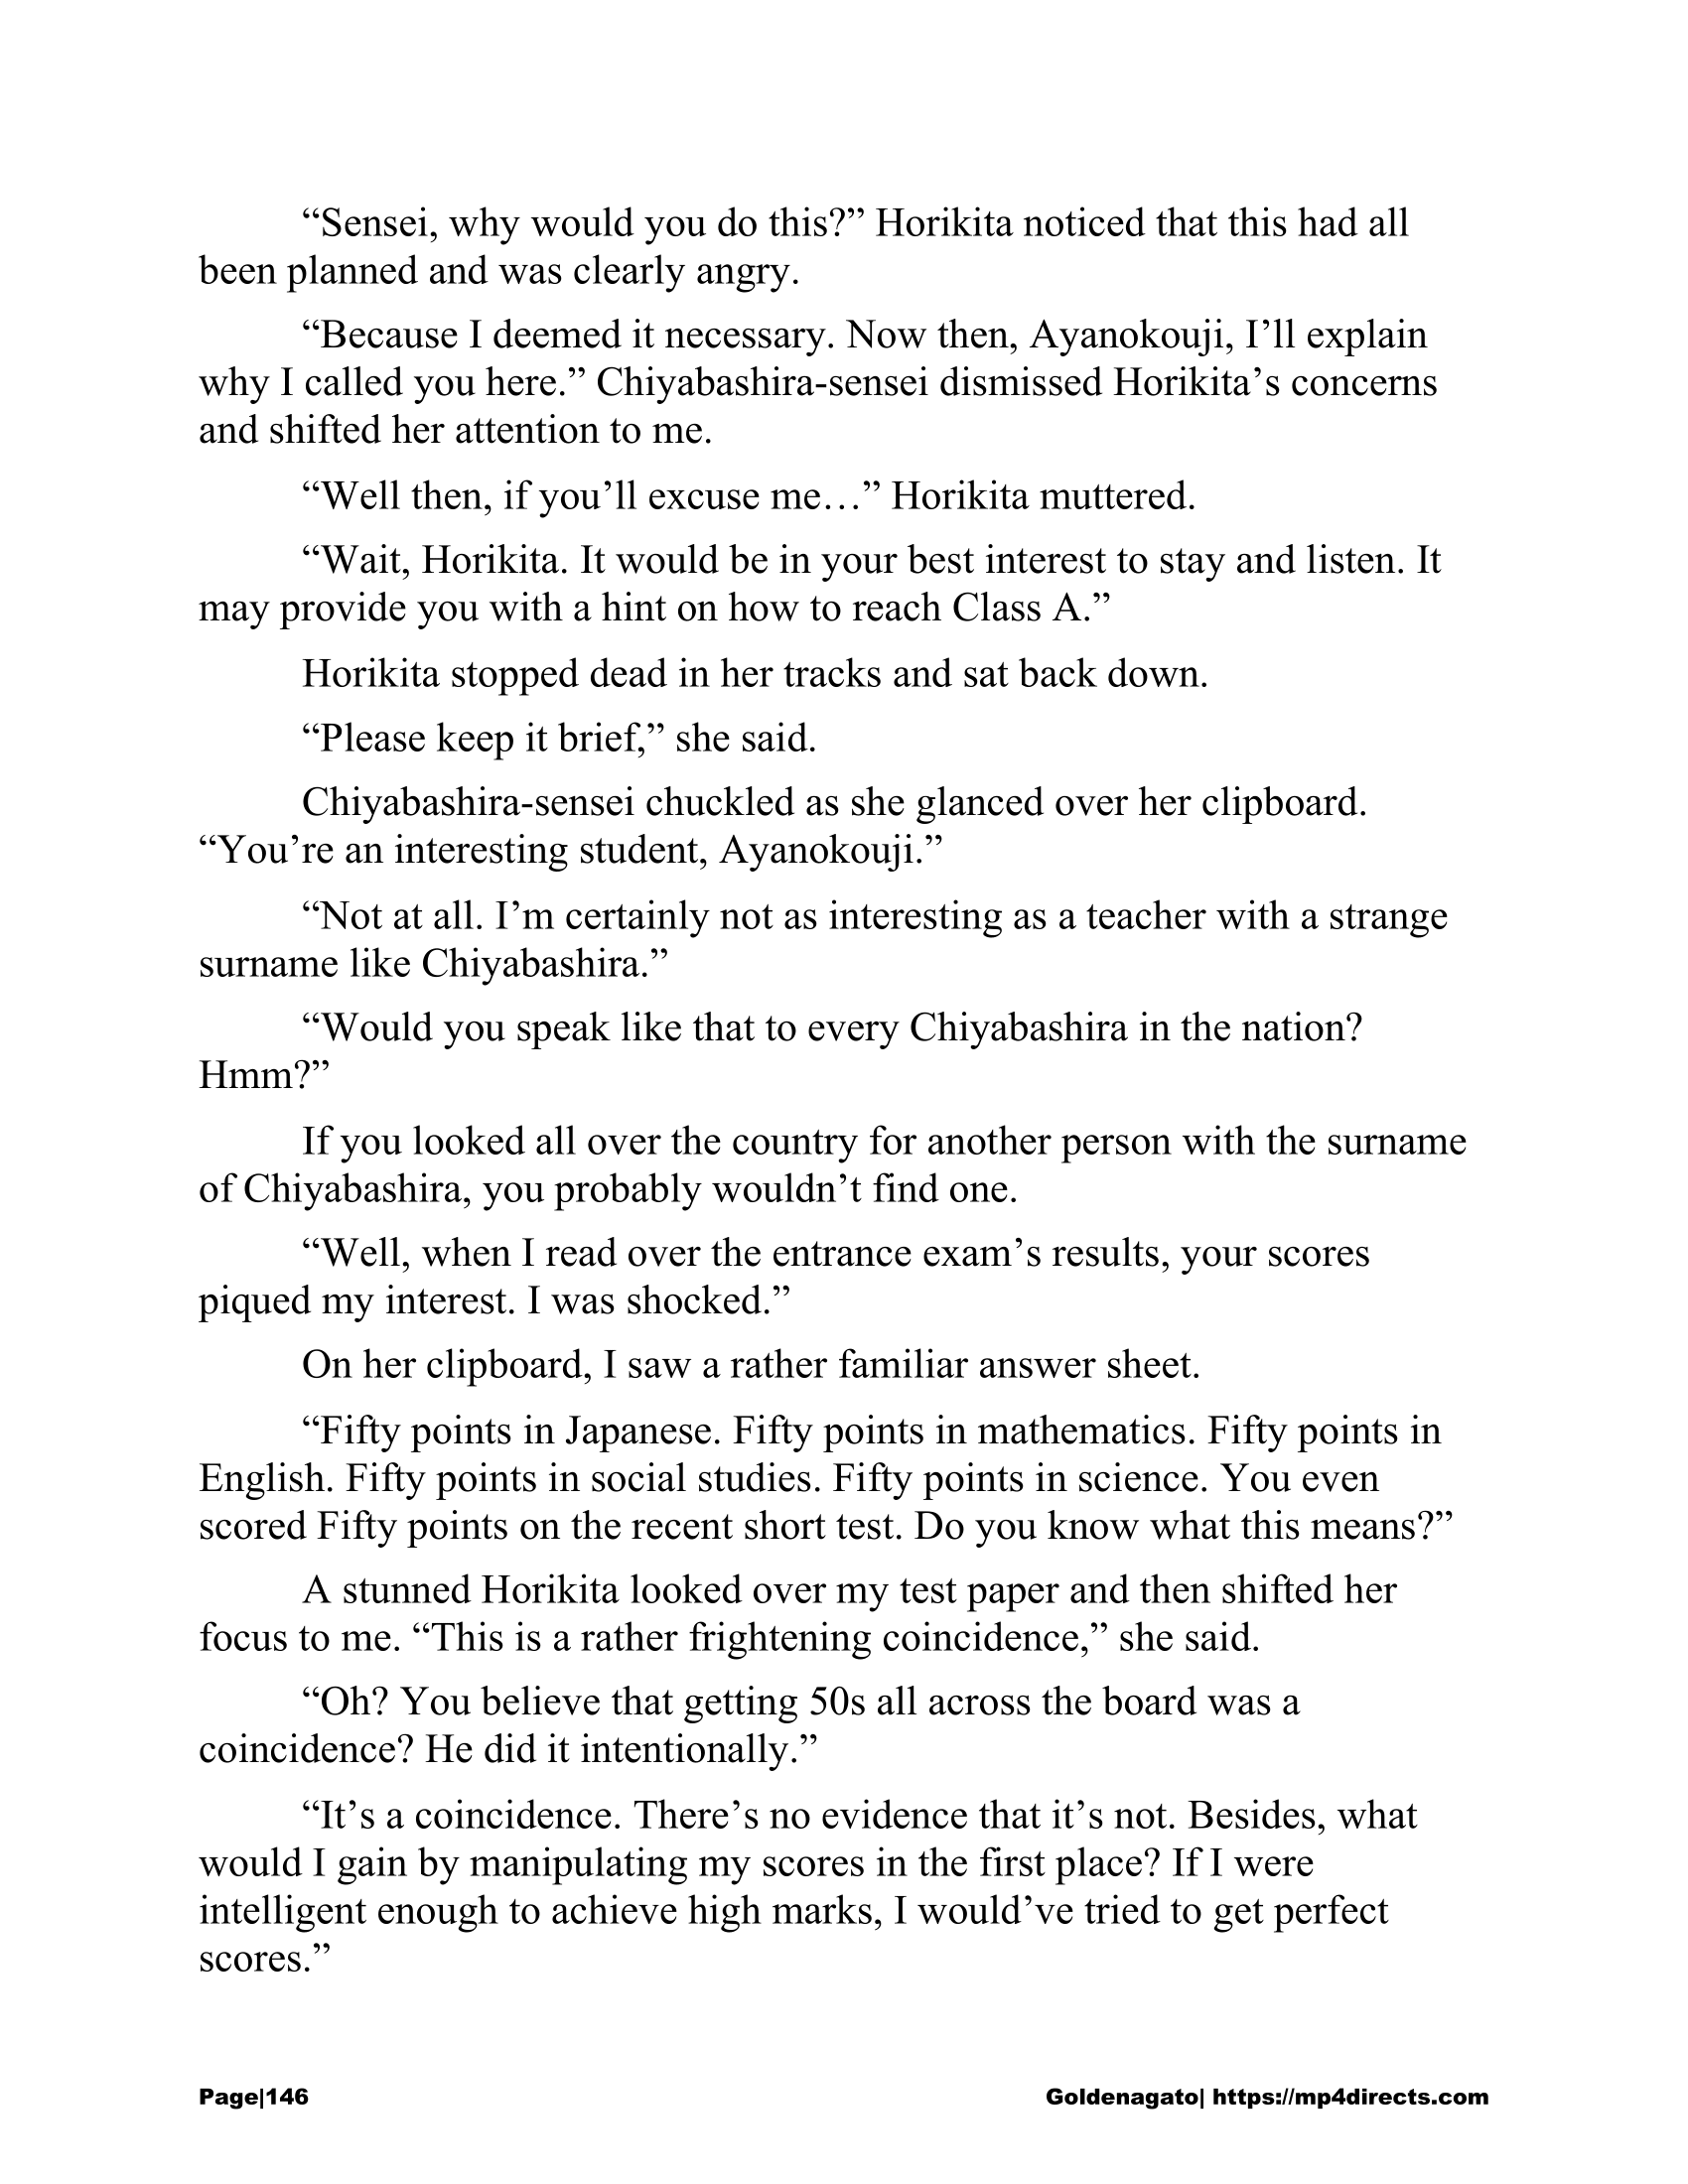 “Sensei, why would you do this?” Horikita noticed that this had all
been planned and was clearly angry.
“Because I deemed it necessary. Now then, Ayanokouji, I’ll explain
why I called you here.” Chiyabashira-sensei dismissed Horikita’s concerns
and shifted her attention to me.
“Well then, if you’ll excuse me…” Horikita muttered.
“Wait, Horikita. It would be in your best interest to stay and listen. It
may provide you with a hint on how to reach Class A.”
Horikita stopped dead in her tracks and sat back down.
“Please keep it brief,” she said.
Chiyabashira-sensei chuckled as she glanced over her clipboard.
“You’re an interesting student, Ayanokouji.”
“Not at all. I’m certainly not as interesting as a teacher with a strange
surname like Chiyabashira.”
“Would you speak like that to every Chiyabashira in the nation?
Hmm?”
If you looked all over the country for another person with the surname
of Chiyabashira, you probably wouldn’t find one.
“Well, when I read over the entrance exam’s results, your scores
piqued my interest. I was shocked.”
On her clipboard, I saw a rather familiar answer sheet.
“Fifty points in Japanese. Fifty points in mathematics. Fifty points in
English. Fifty points in social studies. Fifty points in science. You even
scored Fifty points on the recent short test. Do you know what this means?”
A stunned Horikita looked over my test paper and then shifted her
focus to me. “This is a rather frightening coincidence,” she said.
“Oh? You believe that getting 50s all across the board was a
coincidence? He did it intentionally.”
“It’s a coincidence. There’s no evidence that it’s not. Besides, what
would I gain by manipulating my scores in the first place? If I were
intelligent enough to achieve high marks, I would’ve tried to get perfect
scores.”
Page|146 Goldenagato| https://mp4directs.com